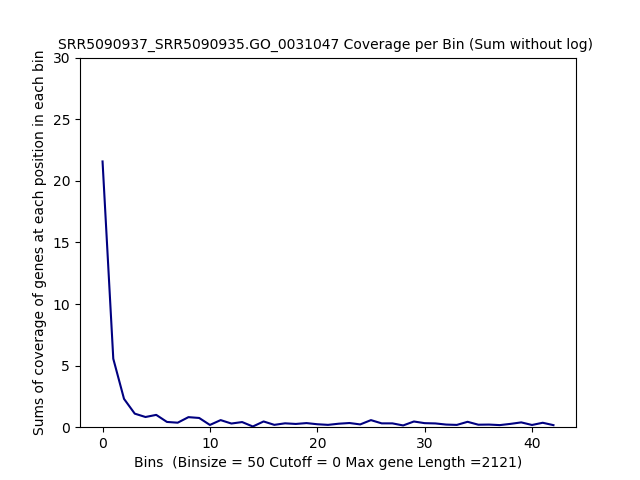 SRR5090937_SRR5090935.GO_0031047 Coverage per Bin (Sum without log)
Sums of coverage of genes at each position in each bin
30
25
20
15
10
5
0
0 10 20 30 40
Bins  (Binsize = 50 Cutoff = 0 Max gene Length =2121)